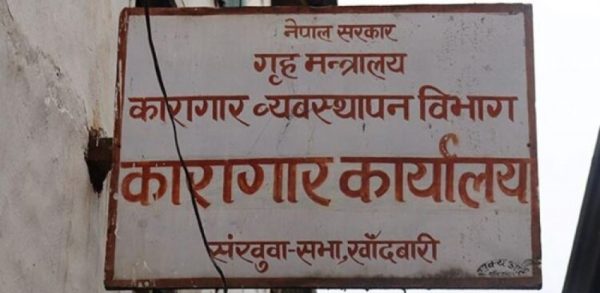 नेपाल सरकार
गृह मन्त्रालय
कारागार व्यवस्थापन विभाग
कारागार कार्यालय
संखुवा-सभा, खाँदबारी